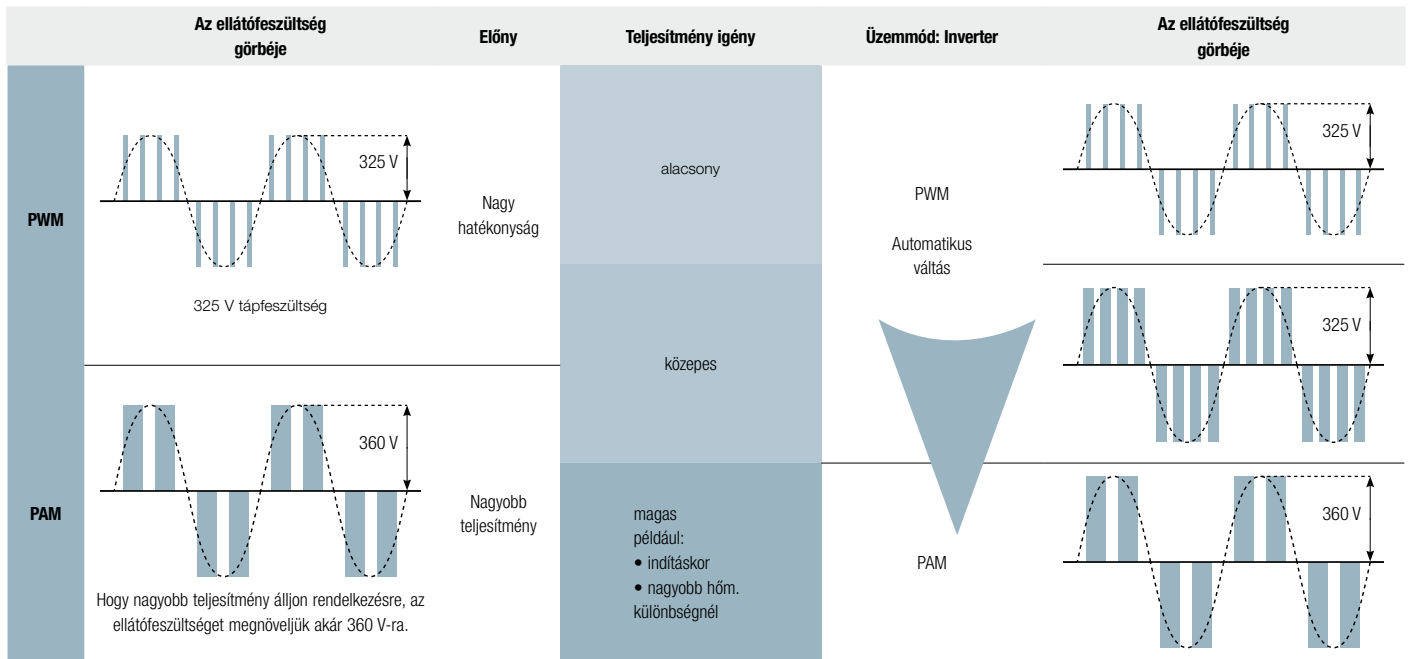 Az ellátófeszültség
görbéje
Előny
Teljesítmény igény
Üzemmód: Inverter
Az ellátófeszültség
görbéje
PWM
325 V
325 V tápfeszültség
Nagy
hatékonyság
alacsony
PWM
Automatikus
váltás
325 V
közepes
325 V
PAM
360 V
Hogy nagyobb teljesítmény álljon rendelkezésre, az
ellátófeszültséget megnöveljük akár 360 V-ra.
Nagyobb
teljesítmény
magas
például:
• indításkor
• nagyobb hőm.
különbségnél
PAM
360 V